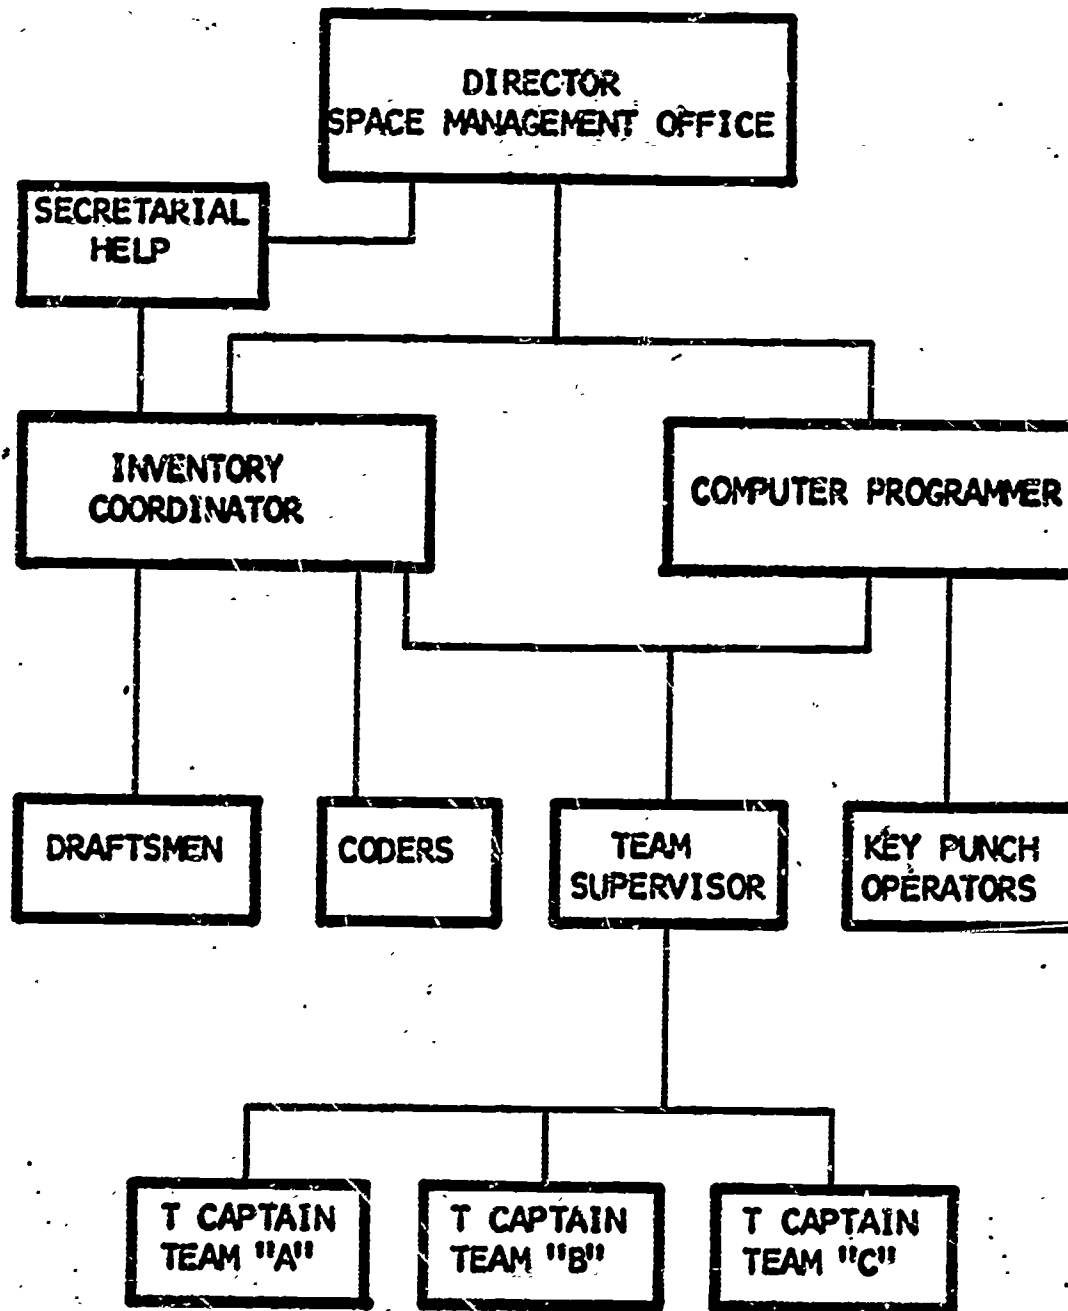 DIRECTOR
SPACE MANAGEMENT OFFICE
SECRETARIAL
HELP
INVENTORY
COORDINATOR
COMPUTER PROGRAMMER
DRAFTSMEN
CODERS
TEAM
SUPERVISOR
KEY PUNCH
OPERATORS
T CAPTAIN
TEAM "A"
T CAPTAIN
TEAM "B"
T CAPTAIN
TEAM "C"